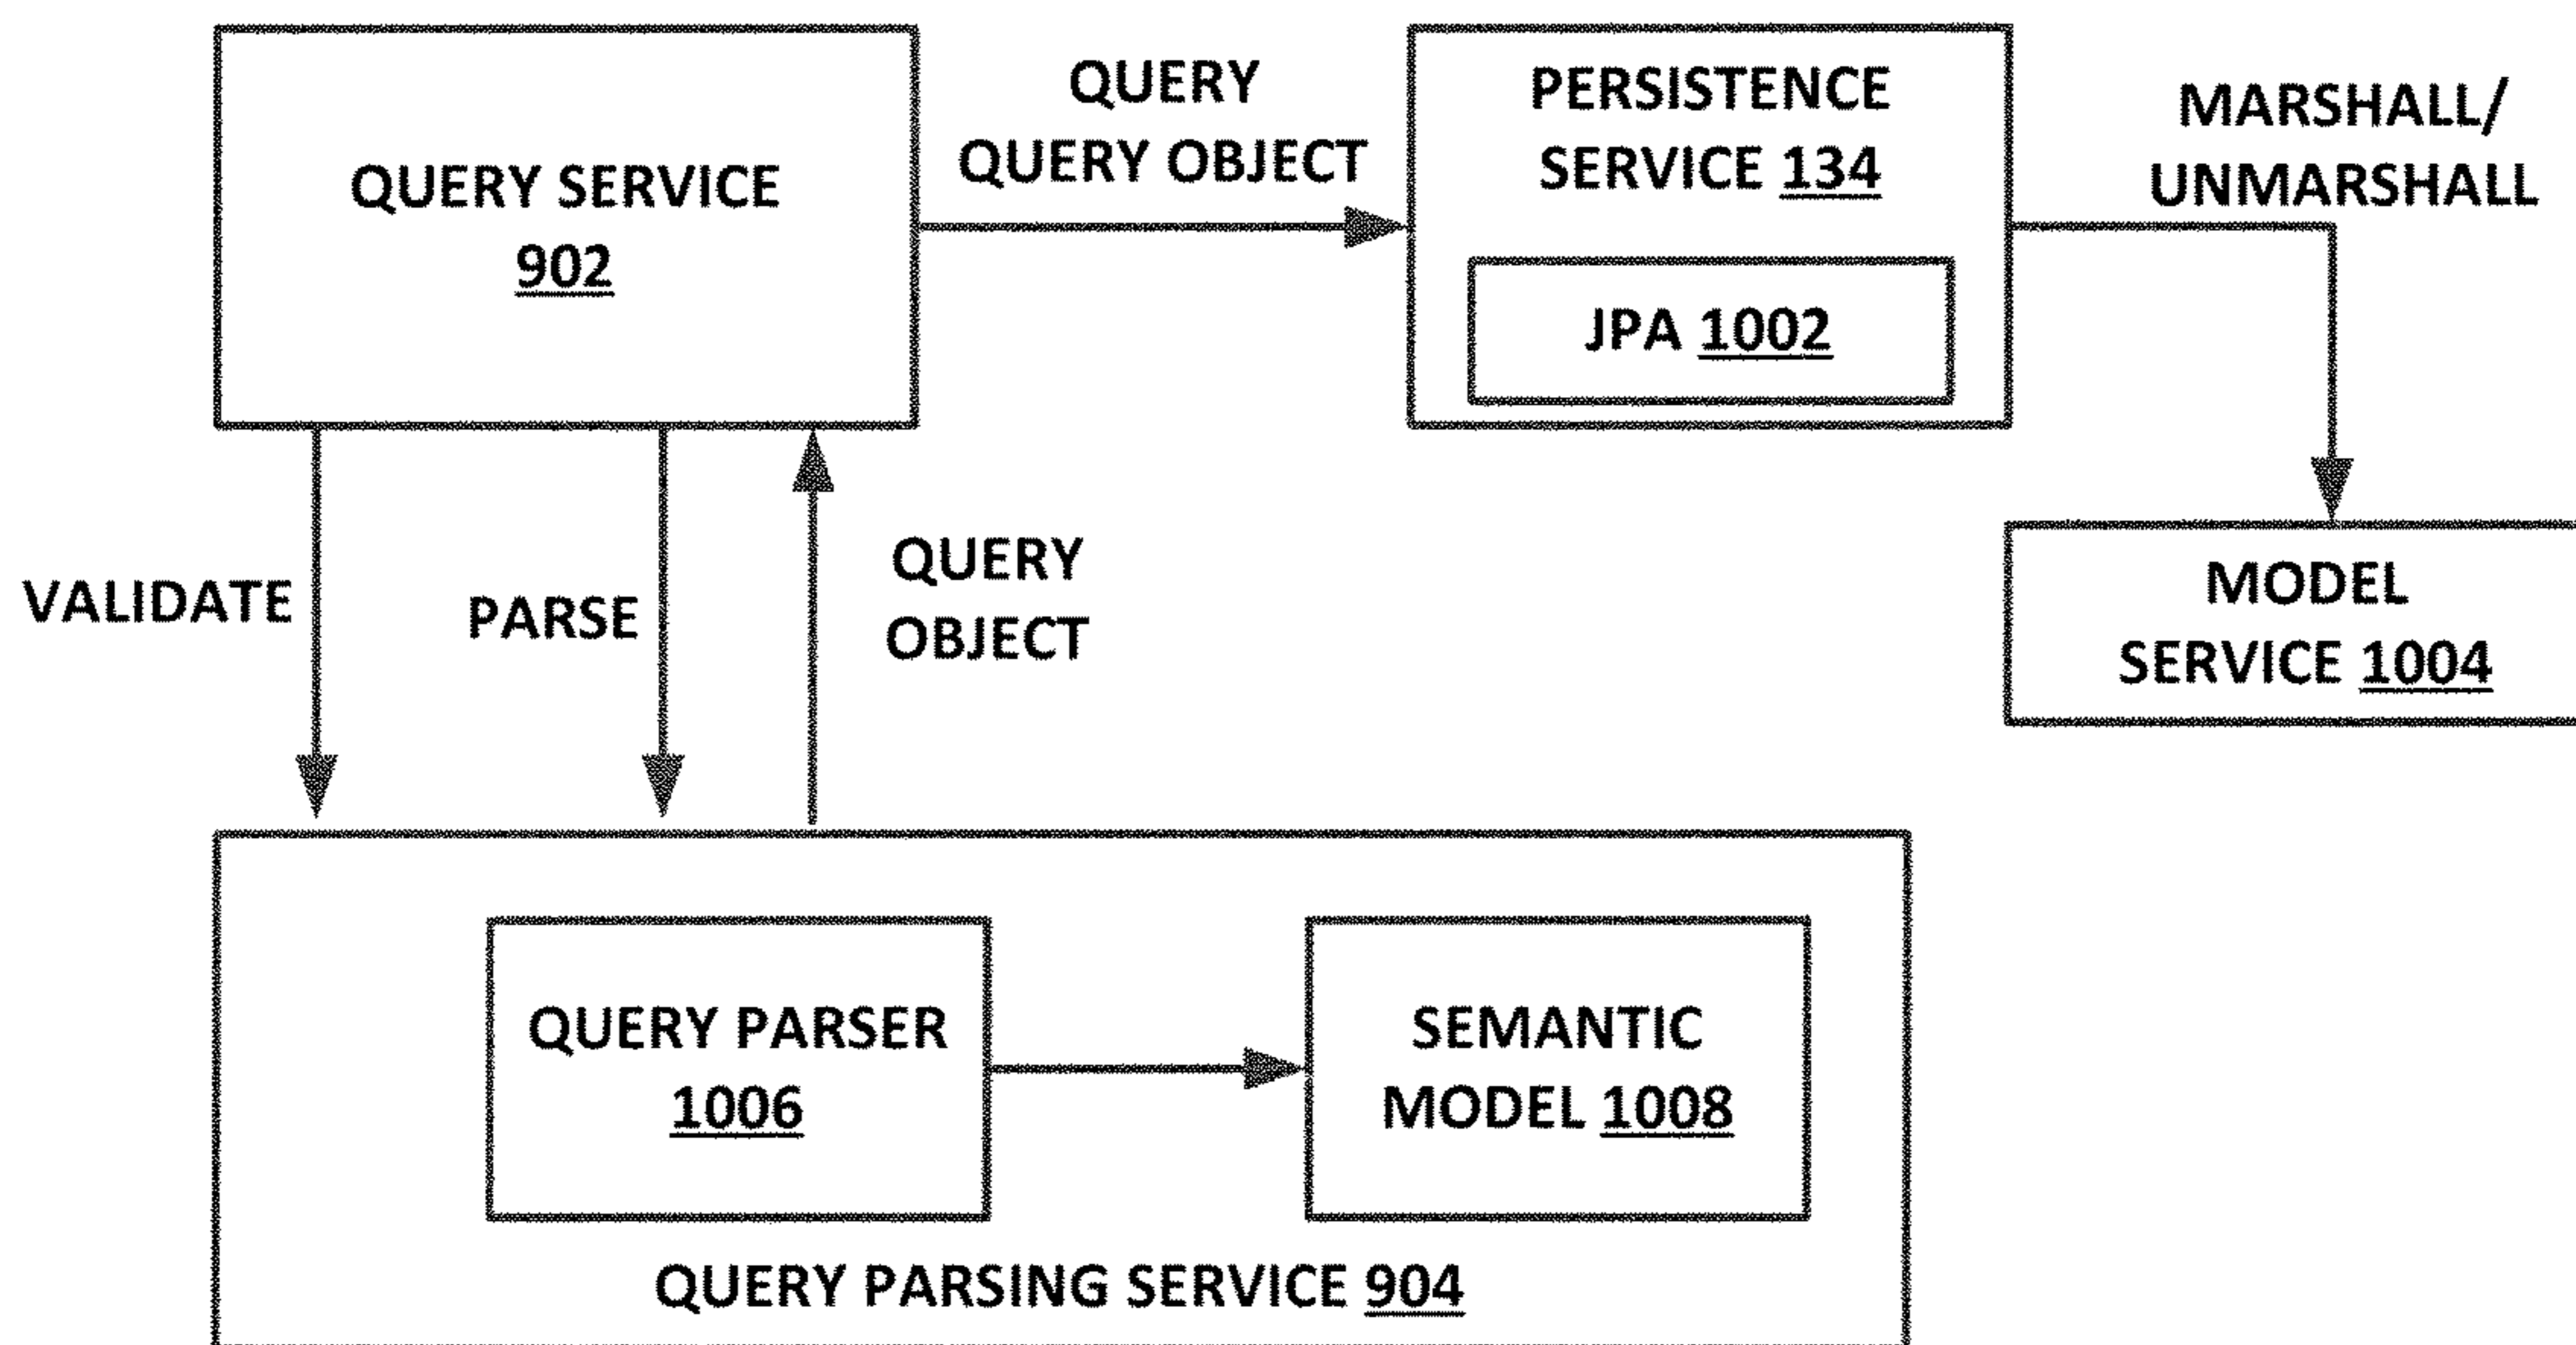 QUERY SERVICE
902
QUERY
QUERY OBJECT
PERSISTENCE
SERVICE 134
JPA 1002
MARSHALL/
UNMARSHALL
MODEL
SERVICE 1004
VALIDATE
PARSE
QUERY
OBJECT
QUERY PARSER
1006
SEMANTIC
MODEL 1008
QUERY PARSING SERVICE 904